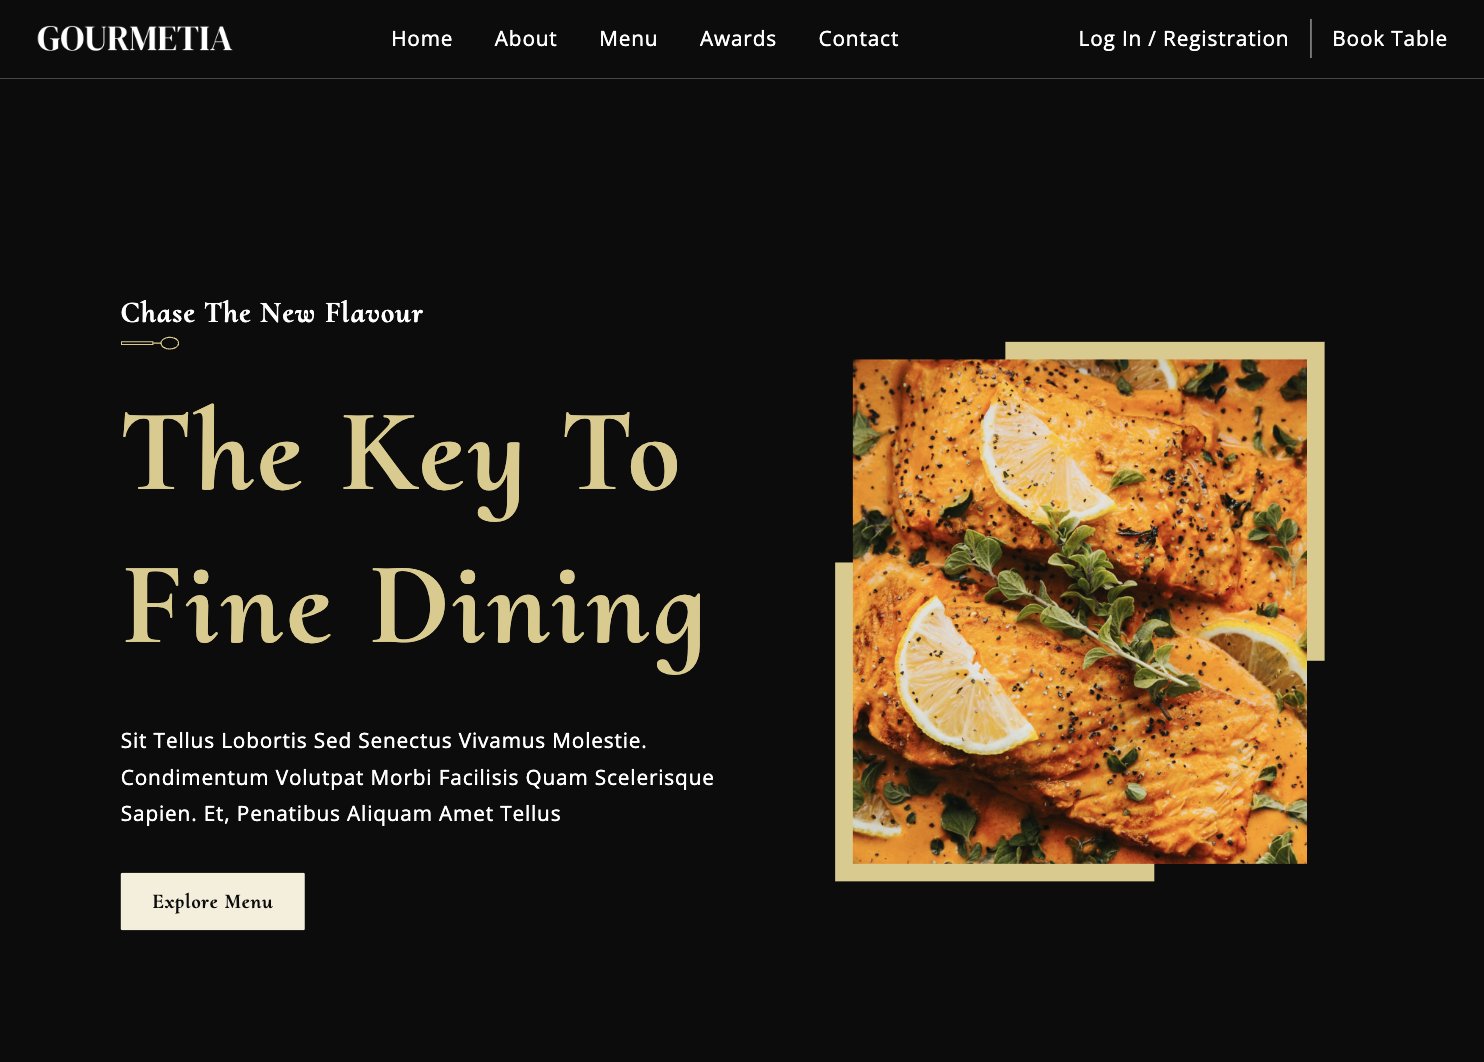 GOURMETIA
Home About Menu Awards Contact
Log In / Registration
Book Table
Chase The New Flavour
The Key To
Fine Dining
Sit Tellus Lobortis Sed Senectus Vivamus Molestie.
Condimentum Volutpat Morbi Facilisis Quam Scelerisque
Sapien. Et, Penatibus Aliquam Amet Tellus
Explore Menu